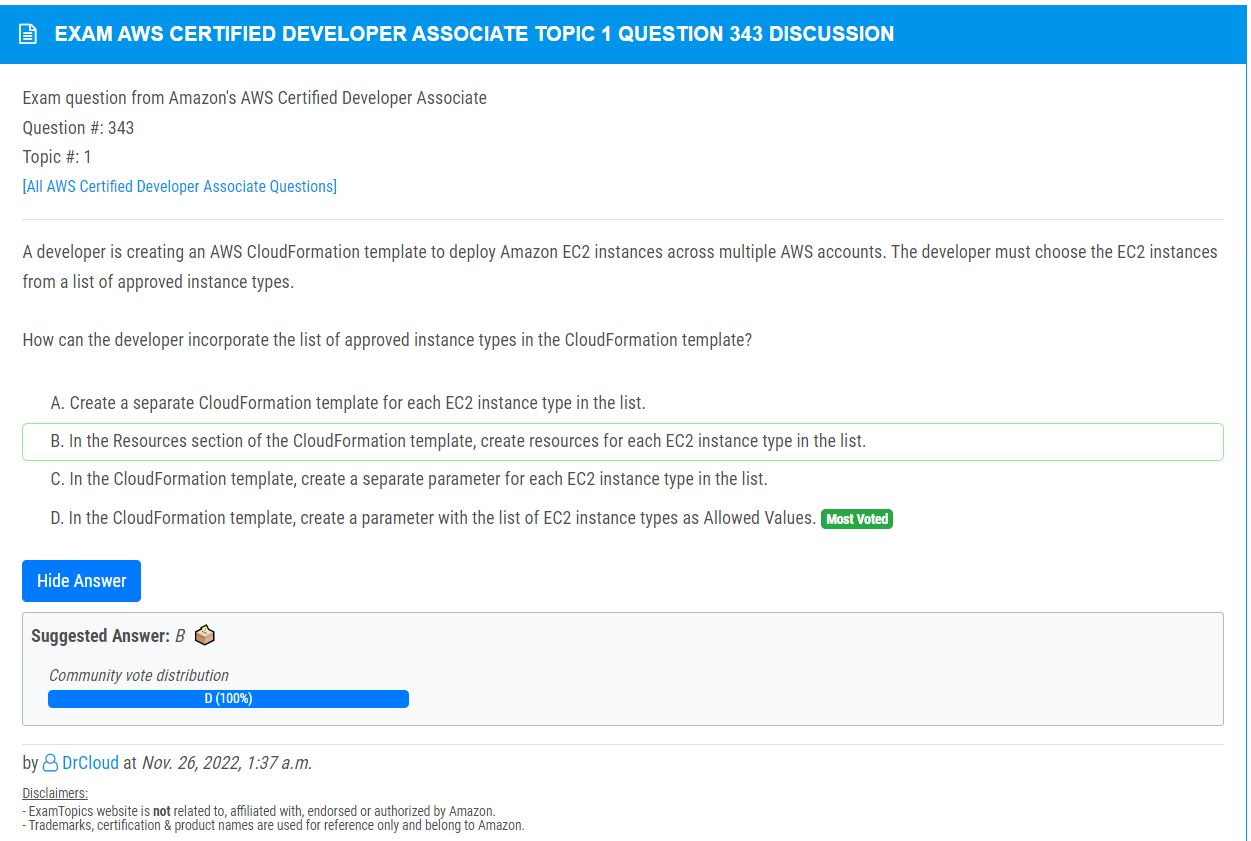 EXAM AWS CERTIFIED DEVELOPER ASSOCIATE TOPIC 1 QUESTION 343 DISCUSSION
Exam question from Amazon's AWS Certified Developer Associate
Question #: 343
Topic #: 1
[All AWS Certified Developer Associate Questions]
A developer is creating an AWS CloudFormation template to deploy Amazon EC2 instances across multiple AWS accounts. The developer must choose the EC2 instances
from a list of approved instance types.
How can the developer incorporate the list of approved instance types in the CloudFormation template?
A. Create a separate CloudFormation template for each EC2 instance type in the list.
B. In the Resources section of the CloudFormation template, create resources for each EC2 instance type in the list.
C. In the CloudFormation template, create a separate parameter for each EC2 instance type in the list.
D. In the CloudFormation template, create a parameter with the list of EC2 instance types as Allowed Values. Most Voted
Hide Answer
Suggested Answer: B
Community vote distribution
D (100%)
by DrCloud at Nov. 26, 2022, 1:37 a.m.
Disclaimers:
- ExamTopics website is not related to, affiliated with, endorsed or authorized by Amazon.
- Trademarks, certification & product names are used for reference only and belong to Amazon.